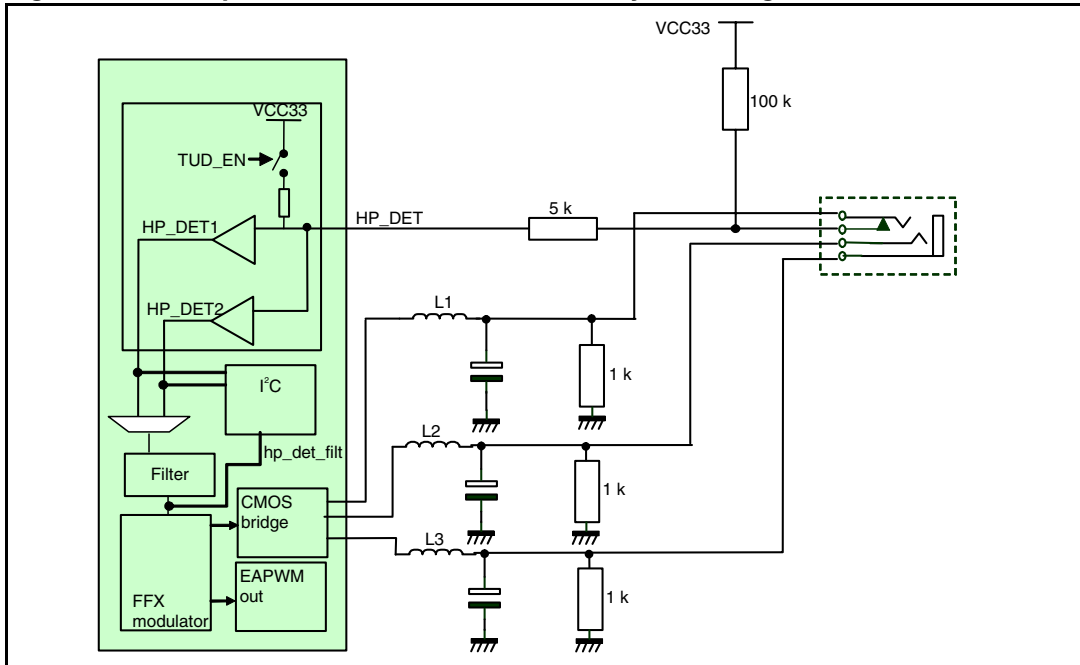 VCC33
100 k
VCC33
TUD_EN
HP_DET1
HP_DET
5 k
HP_DET2
L1
I²C
1 k
L2
hp_det_filt
Filter
CMOS
bridge
1 k
L3
EAPWM
out
FFX
modulator
1 k